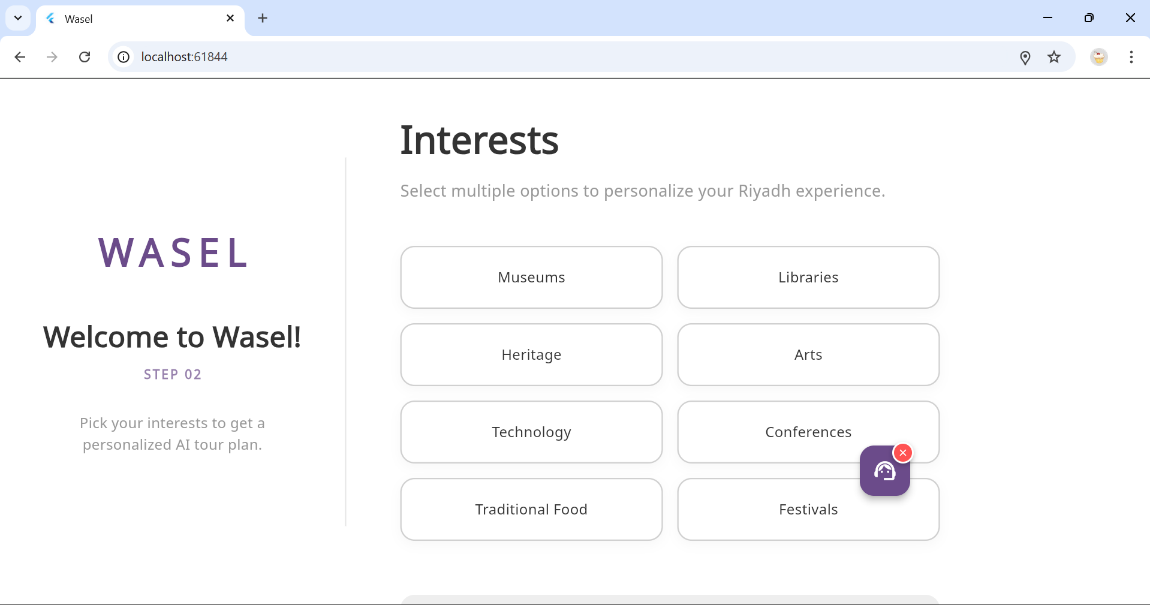 Wasel
localhost:61844
WASEL
Welcome to Wasel!
STEP 02
Pick your interests to get a
personalized AI tour plan.
Interests
Select multiple options to personalize your Riyadh experience.
Museums
Libraries
Heritage
Arts
Technology
Conferences
Traditional Food
Festivals